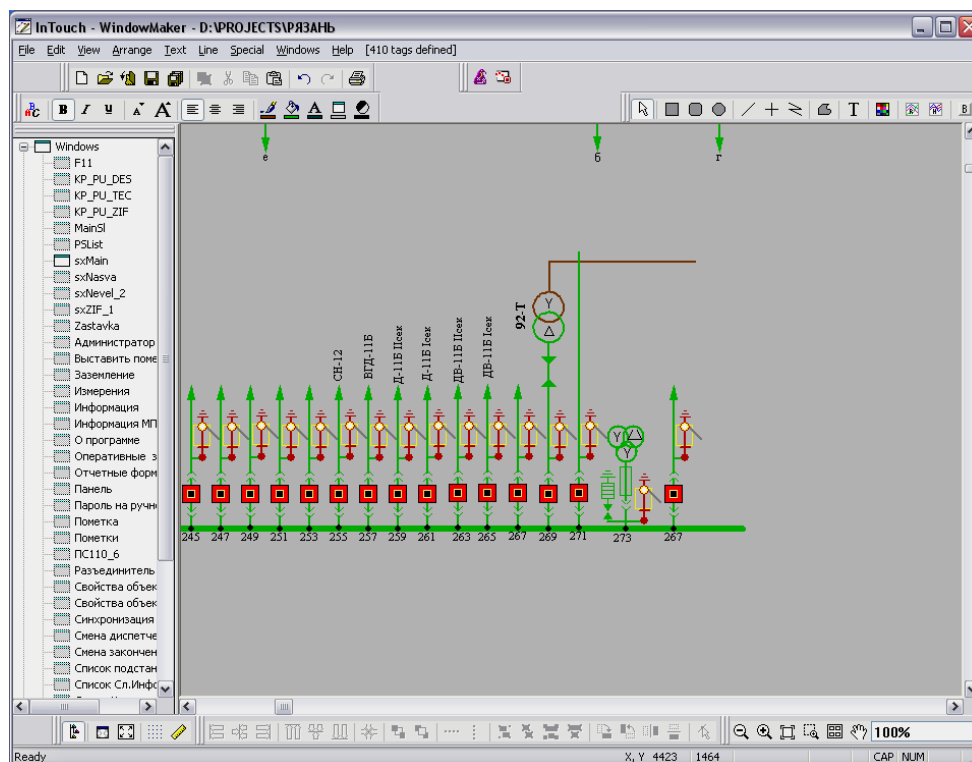 InTouch - WindowMaker - D:\PROJECTS\РЯЗАНЬ
File Edit View Arrange Text Line Special Windows Help [410 tags defined]
Windows
F11
KP_PU_DES
KP_PU_TEC
KP_PU_ZIF
MainSl
PSList
sxMain
sxNasva
sxNevel_2
sxZIF_1
Zastavka
Администратор
Выставить поме
Заземление
Измерения
Информация
Информация МП
О программе
Оперативные з
Отчетные форм
Панель
Пароль на ручн
Пометка
Пометки
ПС110_6
Разъединитель
Свойства объек
Свойства объек
Синхронизация
Смена диспетче
Смена закончен
Список подстан
Список Сл.Инфо
е б г
92-Т
СН-12
ВГД-11Б
Д-11Б IIсек
Д-11Б Iсек
ДВ-11Б IIсек
ДВ-11Б Iсек
245 247 249 251 253 255 257 259 261 263 265 267 269 271 273 267
100%
Ready X, Y 4423 1464 CAP NUM